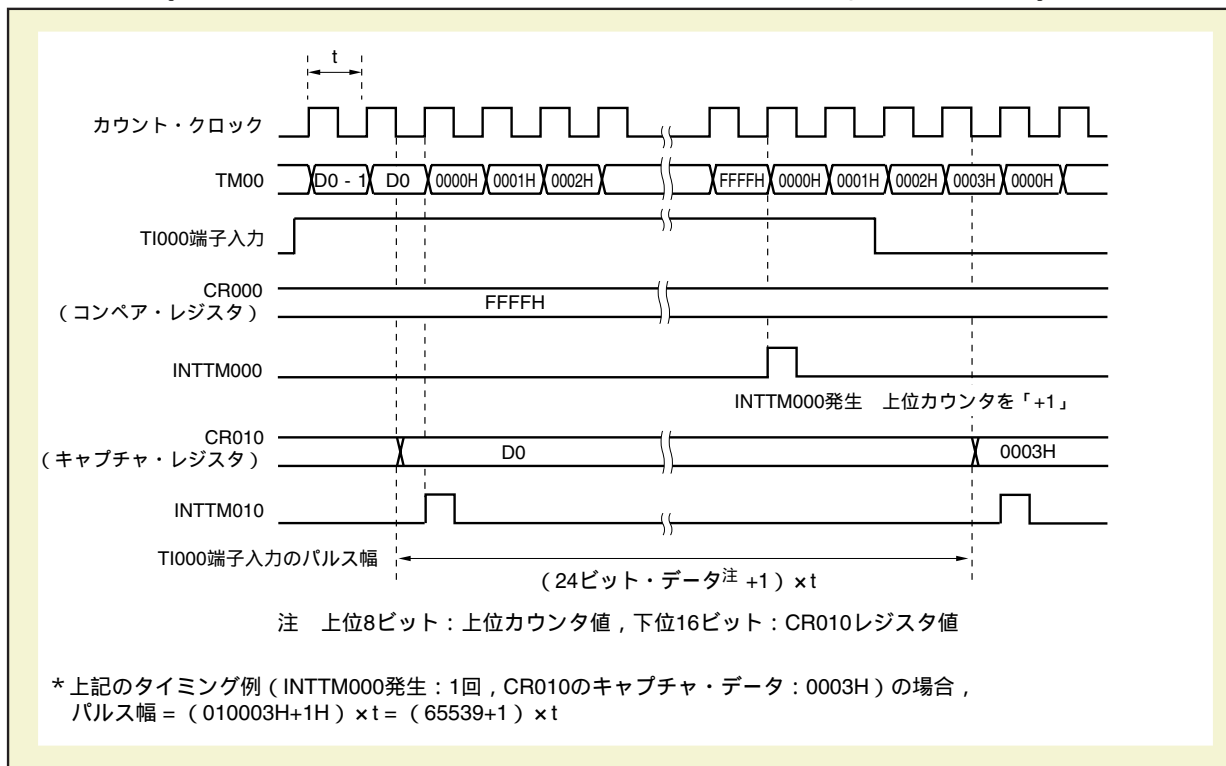 t
カウント・クロック
TM00
D0 - 1 D0 0000H 0001H 0002H FFFFH 0000H 0001H 0002H 0003H 0000H
TI000端子入力
CR000
(コンペア・レジスタ)
FFFFH
INTTM000
INTTM000発生 上位カウンタを「+1」
CR010
(キャプチャ・レジスタ)
D0 0003H
INTTM010
TI000端子入力のパルス幅
(24ビット・データ注 +1)×t
注 上位8ビット:上位カウンタ値,下位16ビット:CR010レジスタ値
*上記のタイミング例(INTTM000発生:1回,CR010のキャプチャ・データ:0003H)の場合,
パルス幅 =(010003H+1H)×t =(65539+1)×t